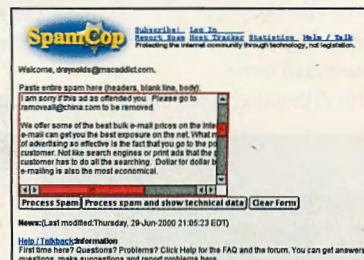 SpamCop
Subscribe! Log In
Report Spam Host Tracker Statistics Help / Talk
Protecting the internet community through technology, not legislation.
Welcome, draynolds@macaddict.com.
Paste entire spam here (headers, blank line, body):
I am sorry if this ad as offended you. Please go to
iramoveall@china.com to be removed.
We offer some of the best bulk e-mail prices on the Inte
e-mail can get you the best exposure on the net. What m
of advertising so effective is the fact that you go to the po
customer. Not like search engines or print ads that the c
customer has to do all the searching. Dollar for dollar b
e-mailing is also the most economical.
Process Spam Process spam and show technical data Clear Form
News:(Last modified:Thursday, 29-Jun-2000 21:05:23 EDT)
Help / Talkback:Information
First time here? Questions? Problems? Click Help for the FAQ and the forum. You can get answers
questions, make suggestions and report problems here.